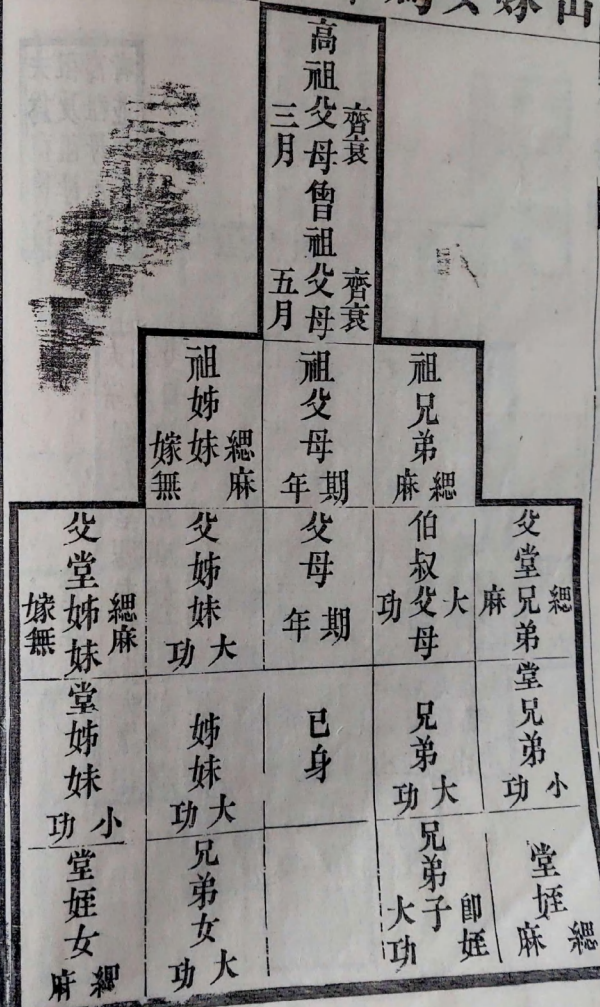 出嫁女為
高祖父母
齊衰
三月
曾祖父母
齊衰
五月
祖兄弟
緦麻
祖父母
期年
祖姊妹
緦麻
嫁無
父堂兄弟
緦麻
伯叔父母
大功
父母
期年
父姊妹
大功
父堂姊妹
緦麻
嫁無
堂兄弟
小功
兄弟
大功
己身
姊妹
大功
堂姊妹
小功
堂姪
緦麻
兄弟子
即姪
大功
兄弟女
大功
堂姪女
緦麻